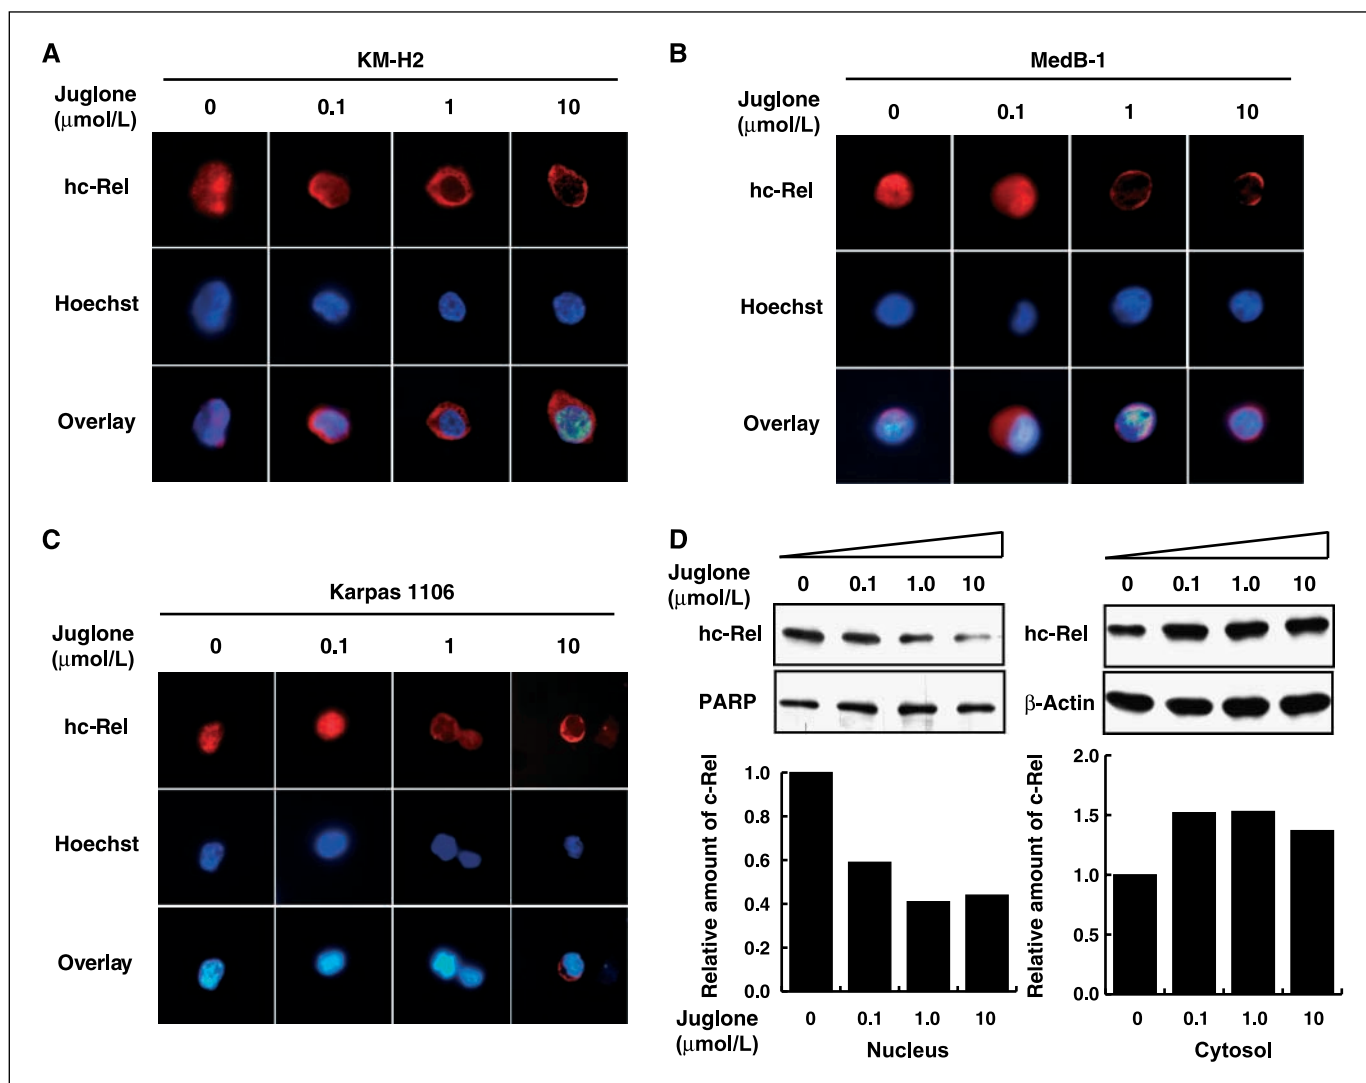 A
KM-H2
Juglone
(μmol/L)
0 0.1 1 10
hc-Rel
Hoechst
Overlay
B
MedB-1
Juglone
(μmol/L)
0 0.1 1 10
hc-Rel
Hoechst
Overlay
C
Karpas 1106
Juglone
(μmol/L)
0 0.1 1 10
hc-Rel
Hoechst
Overlay
D
Juglone
(μmol/L)
0 0.1 1.0 10
hc-Rel
PARP
Relative amount of c-Rel
1.0
0.8
0.6
0.4
0.2
0.0
Juglone
(μmol/L)
0 0.1 1.0 10
Nucleus
0 0.1 1.0 10
hc-Rel
β-Actin
Relative amount of c-Rel
2.0
1.5
1.0
0.5
0.0
0 0.1 1.0 10
Cytosol